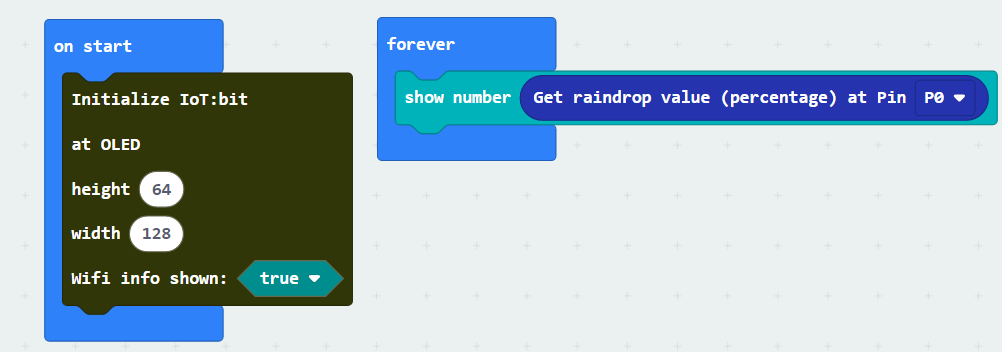 on start
Initialize IoT:bit
at OLED
height 64
width 128
Wifi info shown: true
forever
show number Get raindrop value (percentage) at Pin P0